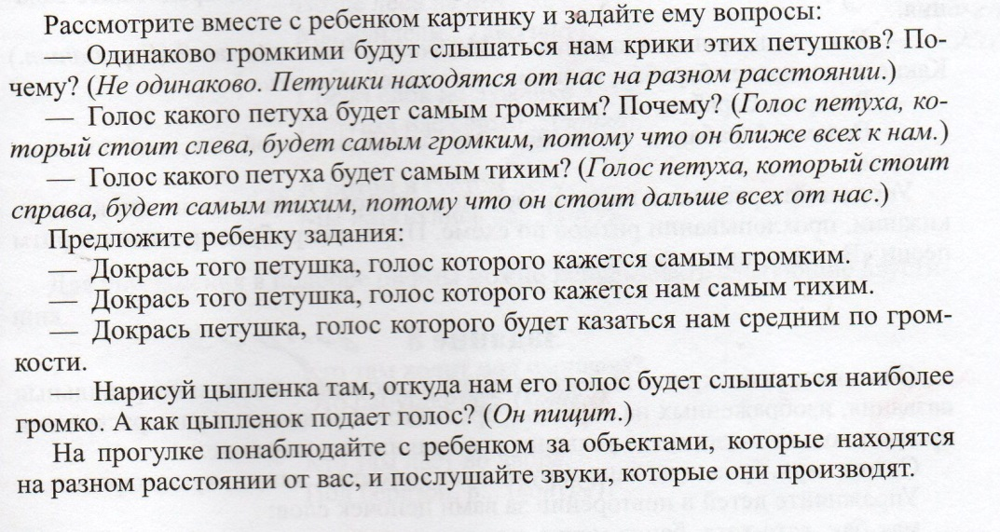 Рассмотрите вместе с ребенком картинку и задайте ему вопросы:
— Одинаково громкими будут слышаться нам крики этих петушков? По-
чему? (Не одинаково. Петушки находятся от нас на разном расстоянии.)
— Голос какого петуха будет самым громким? Почему? (Голос петуха, ко-
торый стоит слева, будет самым громким, потому что он ближе всех к нам.)
— Голос какого петуха будет самым тихим? (Голос петуха, который стоит
справа, будет самым тихим, потому что он стоит дальше всех от нас.)
Предложите ребенку задания:
— Докрась того петушка, голос которого кажется самым громким.
— Докрась того петушка, голос которого кажется нам самым тихим.
— Докрась петушка, голос которого будет казаться нам средним по гром-
кости.
— Нарисуй цыпленка там, откуда нам его голос будет слышаться наиболее
громко. А как цыпленок подает голос? (Он пищит.)
На прогулке понаблюдайте с ребенком за объектами, которые находятся
на разном расстоянии от вас, и послушайте звуки, которые они производят.